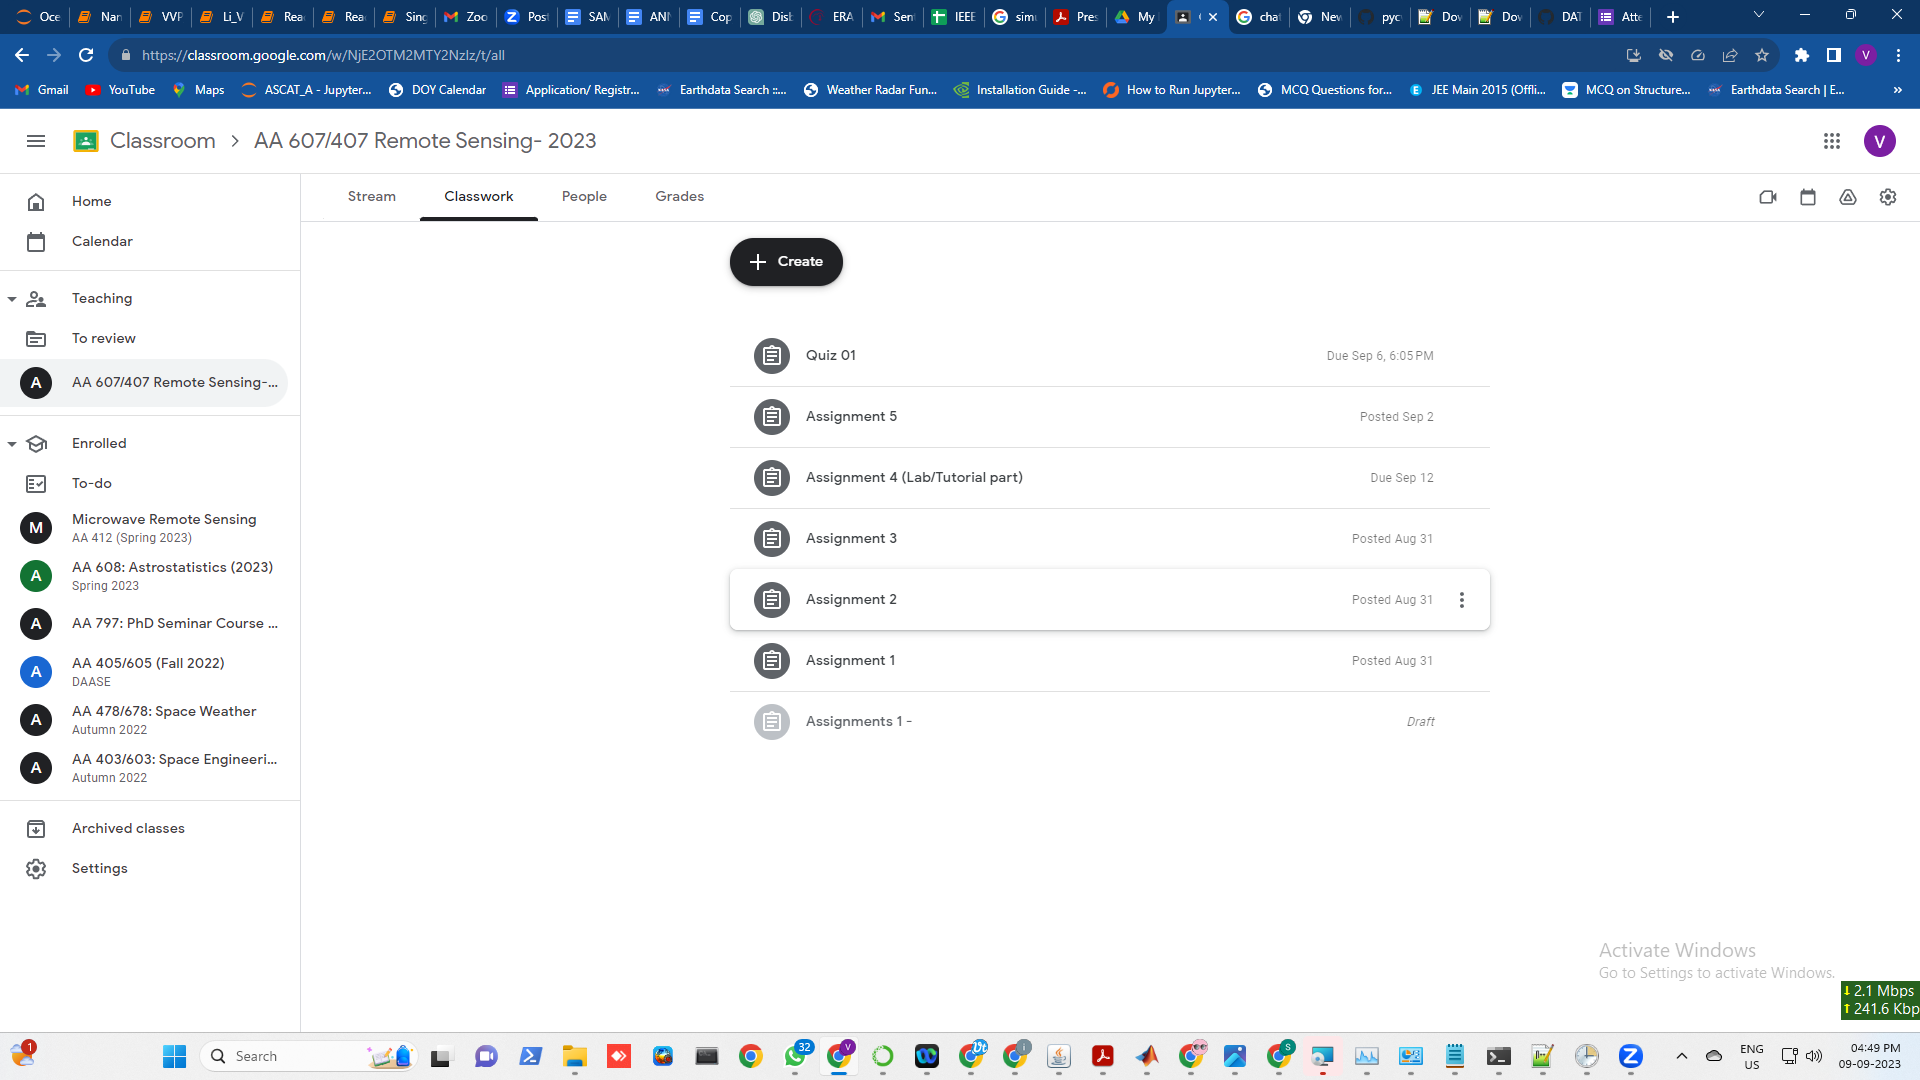 Oce
Nar
VVP
Li_V
Rea
Rea
Sing
Zoo
Post
SAM
ANN
Cop
Disb
ERA
Sent
IEEE
simu
Pres
My
chat
New
pyc
Dov
Dov
DAT
Atte
https://classroom.google.com/w/NjE2OTM2MTY2NzIz/t/all
Gmail
YouTube
Maps
ASCAT_A - Jupyter...
DOY Calendar
Application/ Registr...
Earthdata Search ::...
Weather Radar Fun...
Installation Guide -...
How to Run Jupyter...
MCQ Questions for...
JEE Main 2015 (Offli...
MCQ on Structure...
Earthdata Search | E...
»
Classroom > AA 607/407 Remote Sensing- 2023
V
Home
Calendar
Teaching
To review
A
AA 607/407 Remote Sensing-...
Enrolled
To-do
M
Microwave Remote Sensing
AA 412 (Spring 2023)
A
AA 608: Astrostatistics (2023)
Spring 2023
A
AA 797: PhD Seminar Course ...
A
AA 405/605 (Fall 2022)
DAASE
A
AA 478/678: Space Weather
Autumn 2022
A
AA 403/603: Space Engineeri...
Autumn 2022
Archived classes
Settings
Stream
Classwork
People
Grades
+ Create
Quiz 01
Due Sep 6, 6:05 PM
Assignment 5
Posted Sep 2
Assignment 4 (Lab/Tutorial part)
Due Sep 12
Assignment 3
Posted Aug 31
Assignment 2
Posted Aug 31
Assignment 1
Posted Aug 31
Assignments 1 -
Draft
Activate Windows
Go to Settings to activate Windows.
2.1 Mbps
241.6 Kbp
1
Search
32
V
S
ENG
US
04:49 PM
09-09-2023